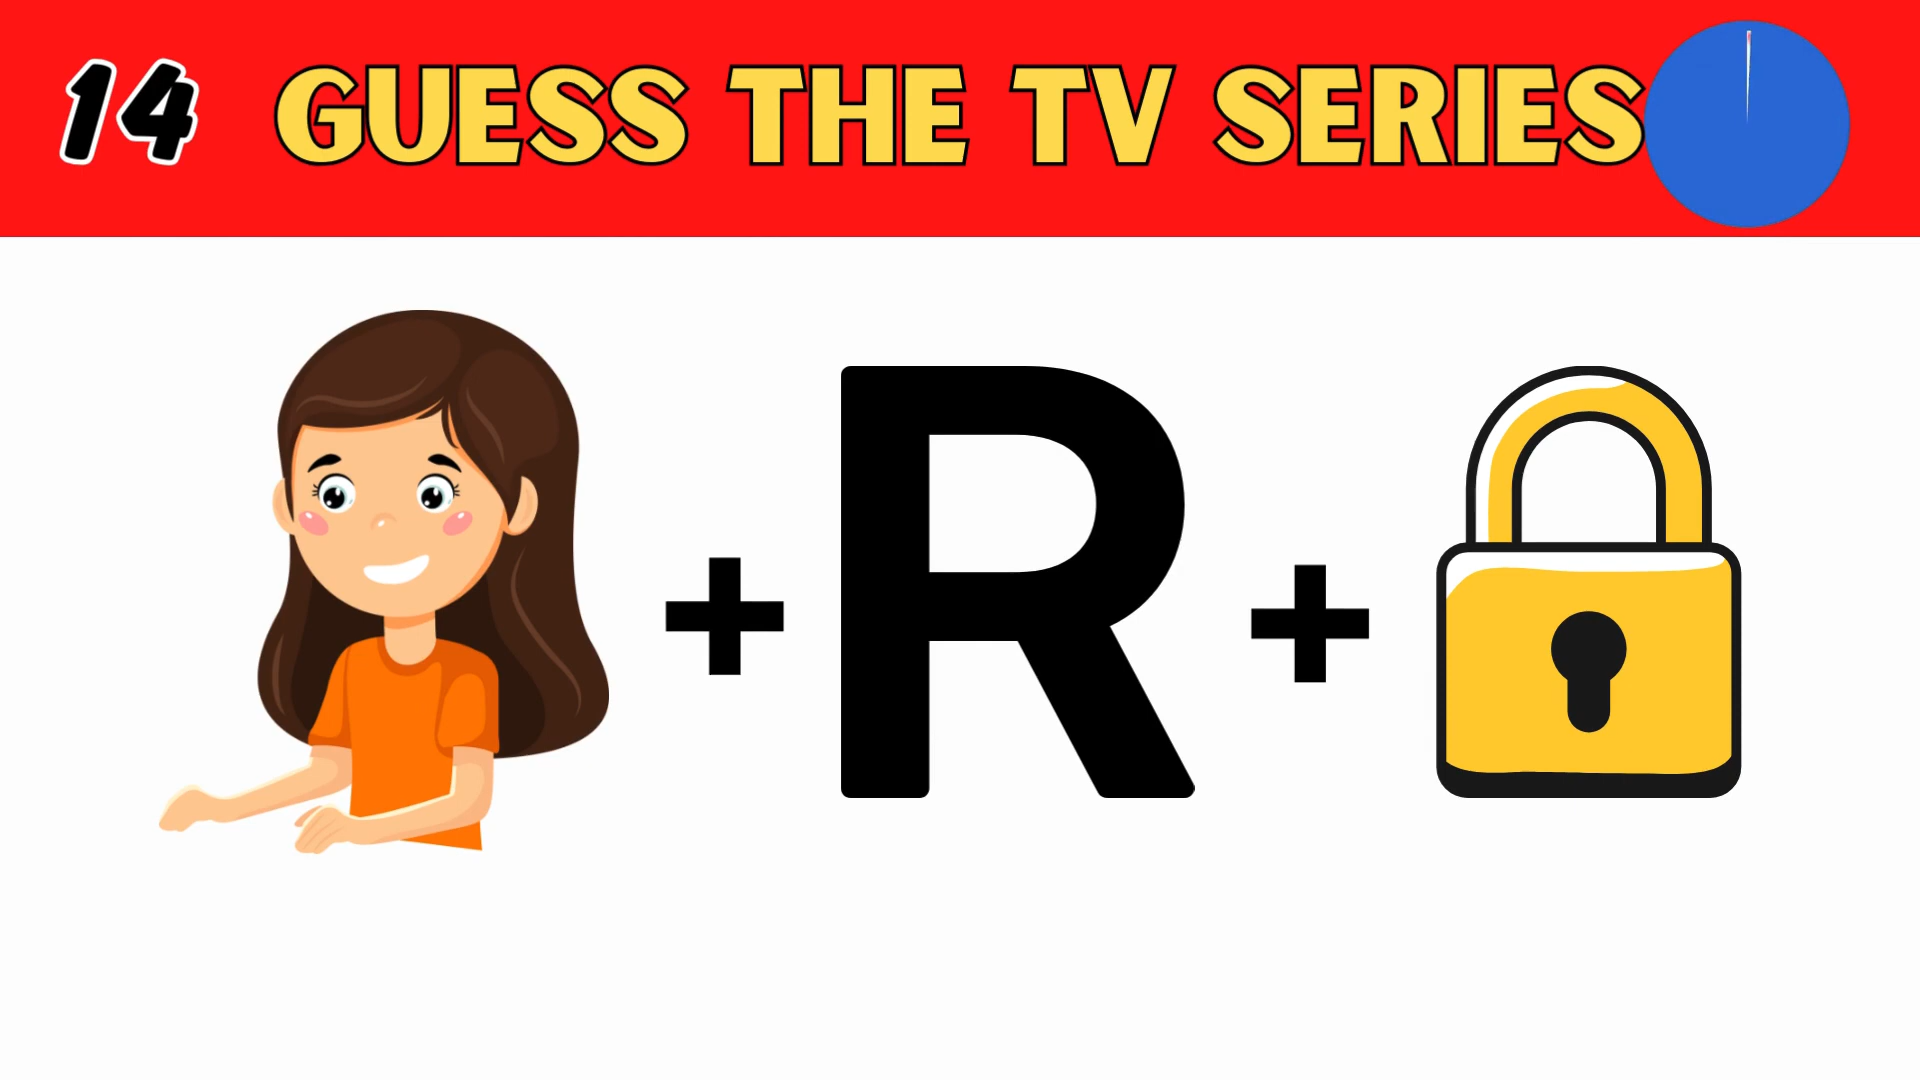 14 GUESS THE TV SERIES
+ R +